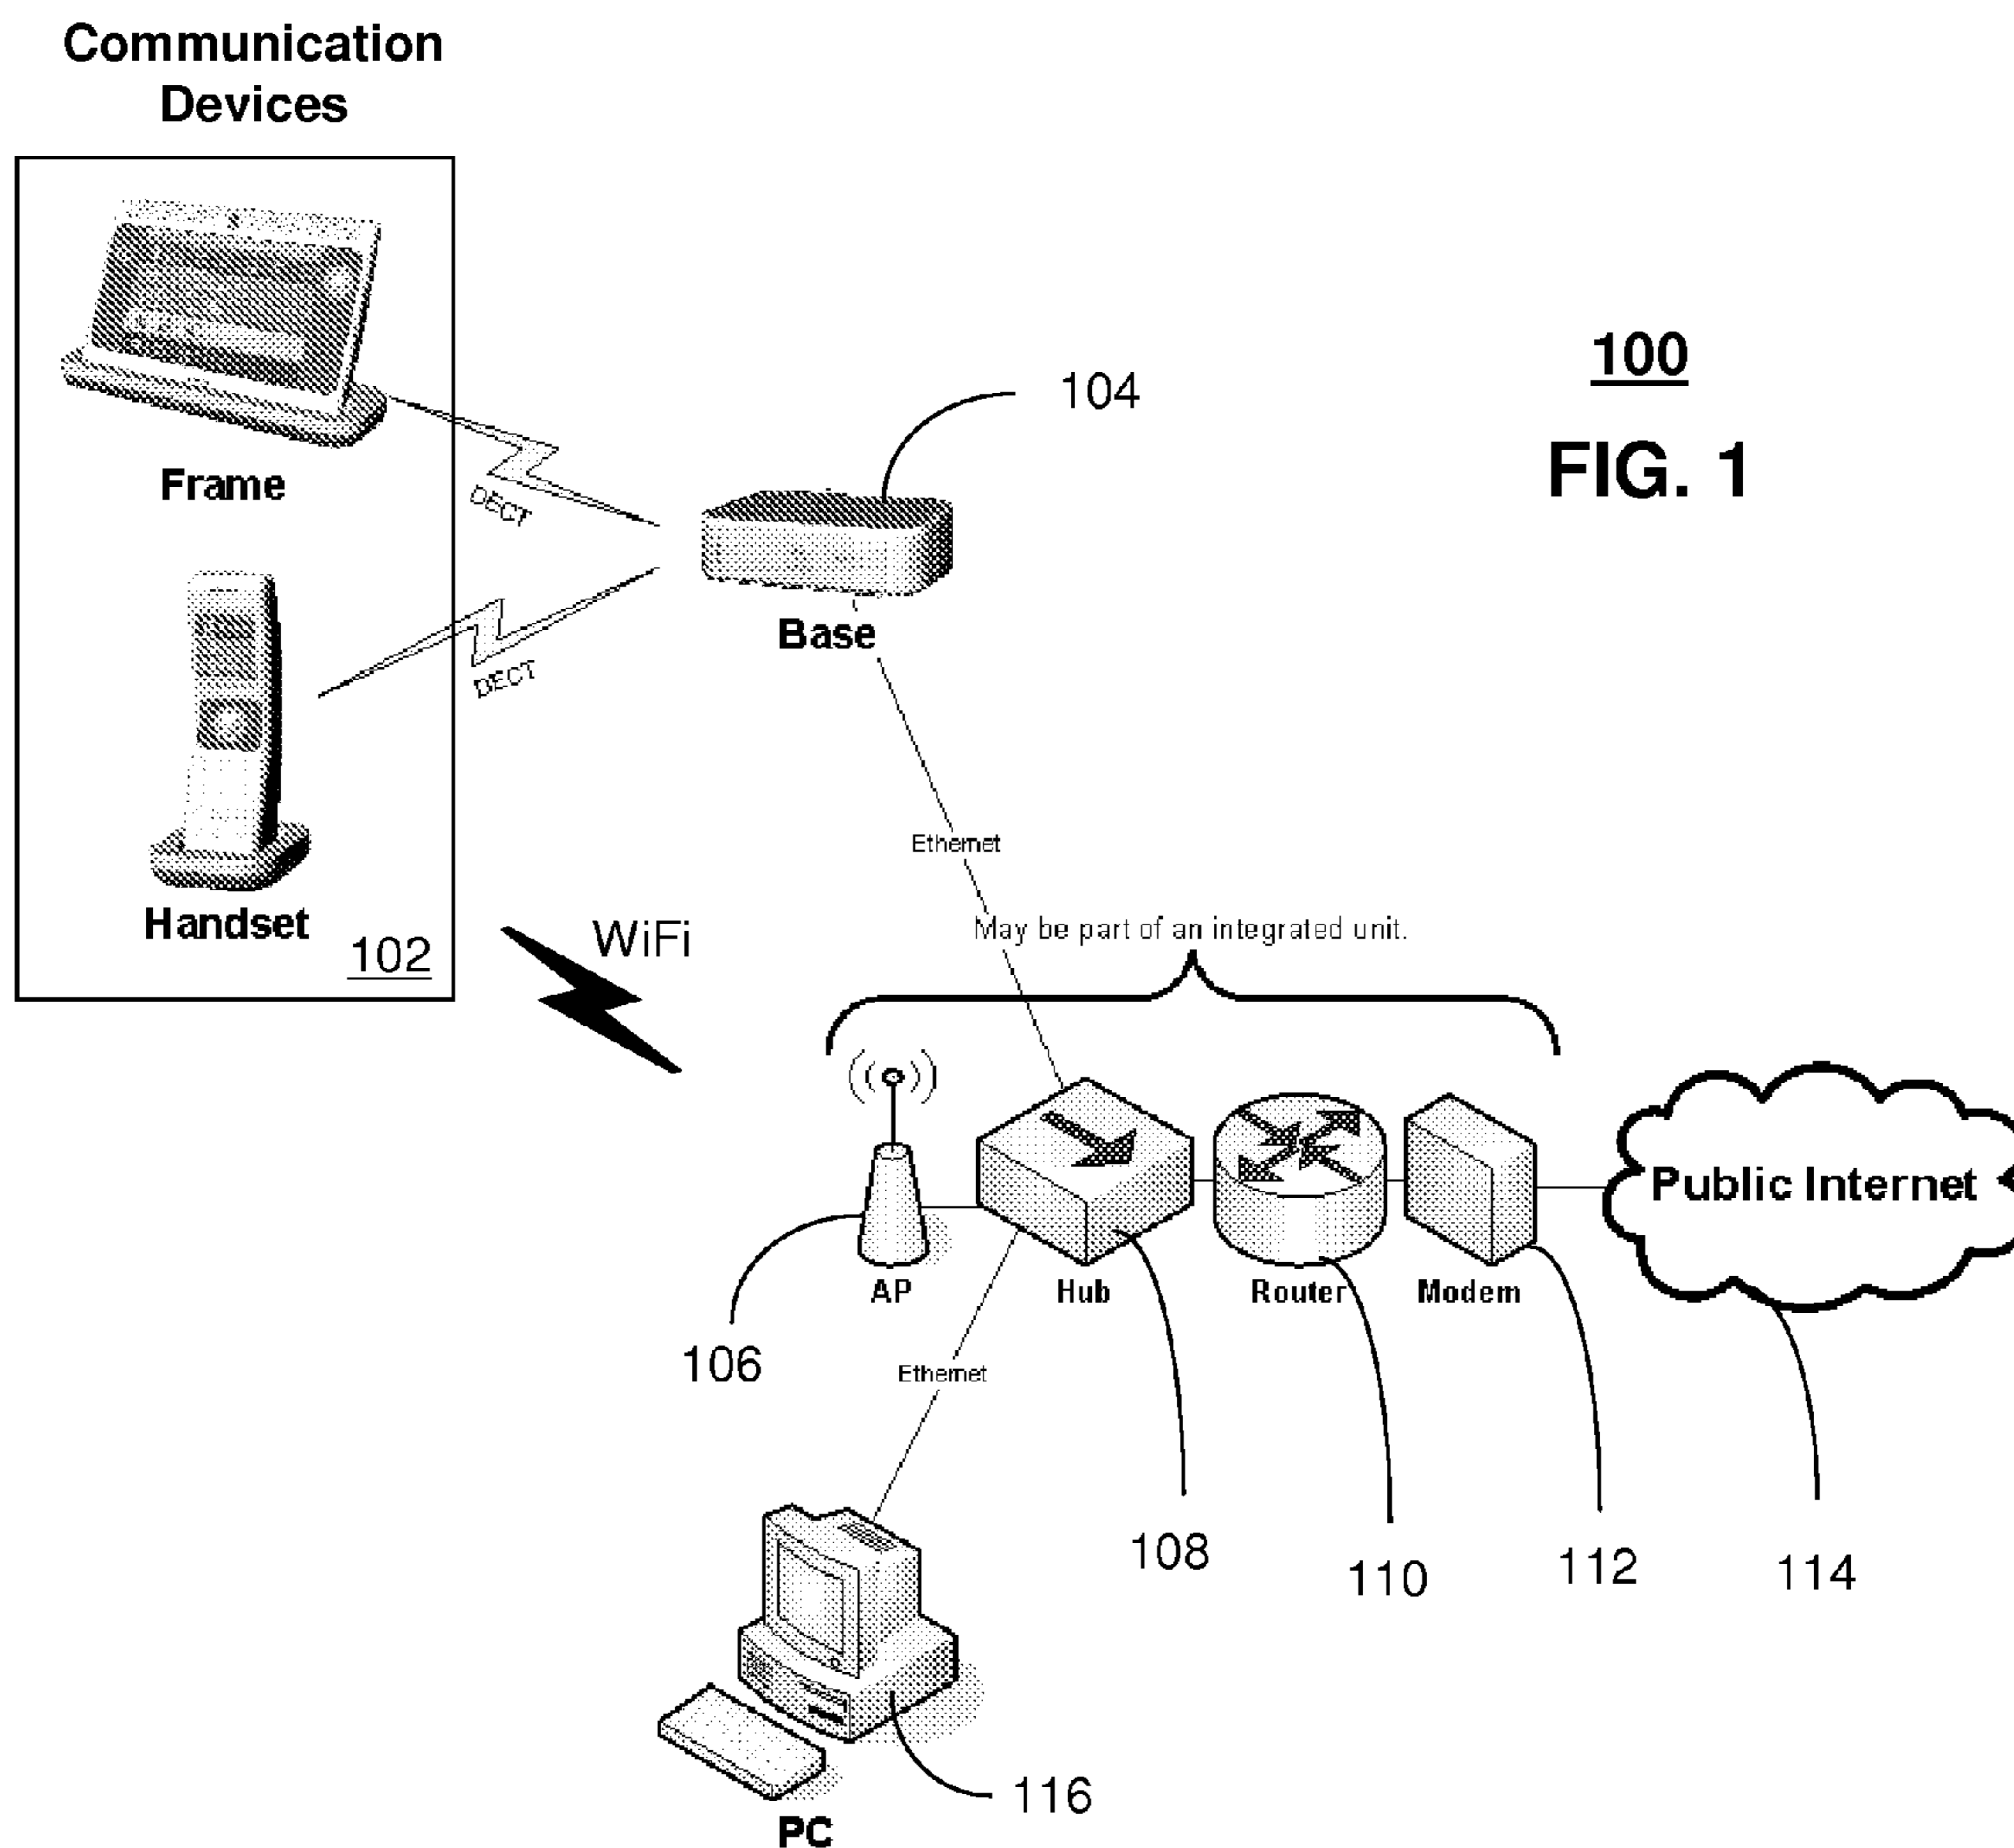 Communication
Devices
100
FIG. 1
104
Frame
DECT
Base
DECT
Handset
102
WiFi
Ethernet
May be part of an integrated unit.
Public Internet
AP
Hub
Router
Modem
106
Ethernet
108
110
112
114
116
PC